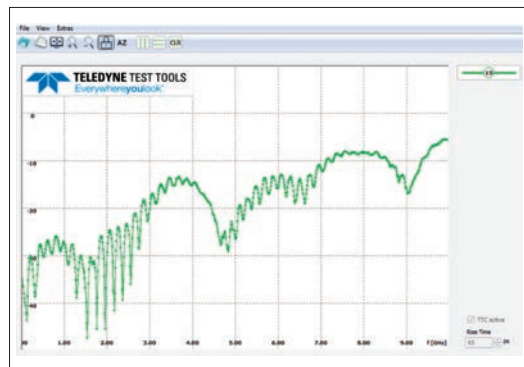 File View Extras
AZ CLR
TELEDYNE TEST TOOLS
Everywhereyoulook
0
-10
-20
-30
-40
1.00 2.00 3.00 4.00 5.00 6.00 7.00 8.00 9.00 f [GHz]
TTC active
Rise Time
ps